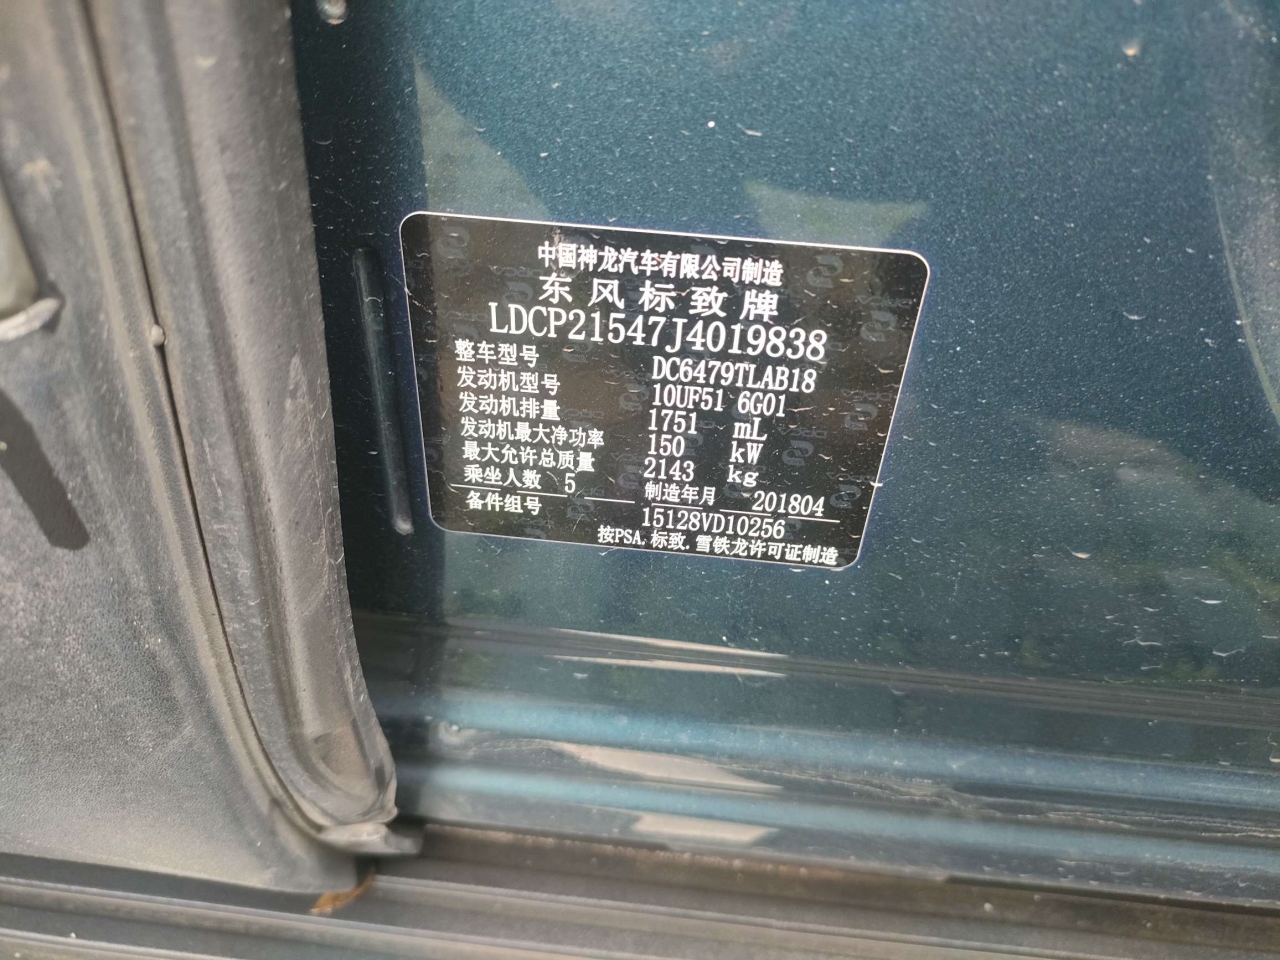 中国神龙汽车有限公司制造
东风标致牌
LDCP21547J4019838
整车型号 DC6479TLAB18
发动机型号 10UF51 6G01
发动机排量 1751 mL
发动机最大净功率 150 kW
最大允许总质量 2143 kg
乘坐人数 5 制造年月 201804
备件组号 15128VD10256
按PSA.标致.雪铁龙许可证制造